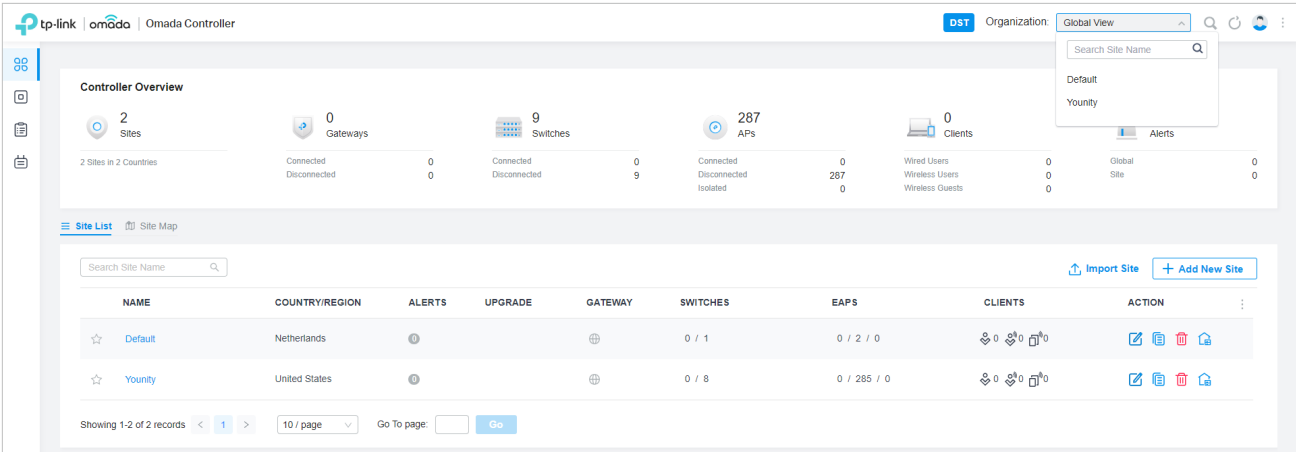 tp-link omada Omada Controller DST Organization: Global View
Search Site Name
Default
Younity
Controller Overview
2 Sites
0 Gateways
9 Switches
287 APs
0 Clients
Alerts
2 Sites in 2 Countries
Connected 0
Disconnected 0
Connected 0
Disconnected 9
Connected 0
Disconnected 287
Isolated 0
Wired Users 0
Wireless Users 0
Wireless Guests 0
Global 0
Site 0
Site List Site Map
Search Site Name Import Site + Add New Site
NAME COUNTRY/REGION ALERTS UPGRADE GATEWAY SWITCHES EAPS CLIENTS ACTION
Default Netherlands 0 0 / 1 0 / 2 / 0 0 0 0
Younity United States 0 0 / 8 0 / 285 / 0 0 0 0
Showing 1-2 of 2 records < 1 > 10 / page Go To page: Go